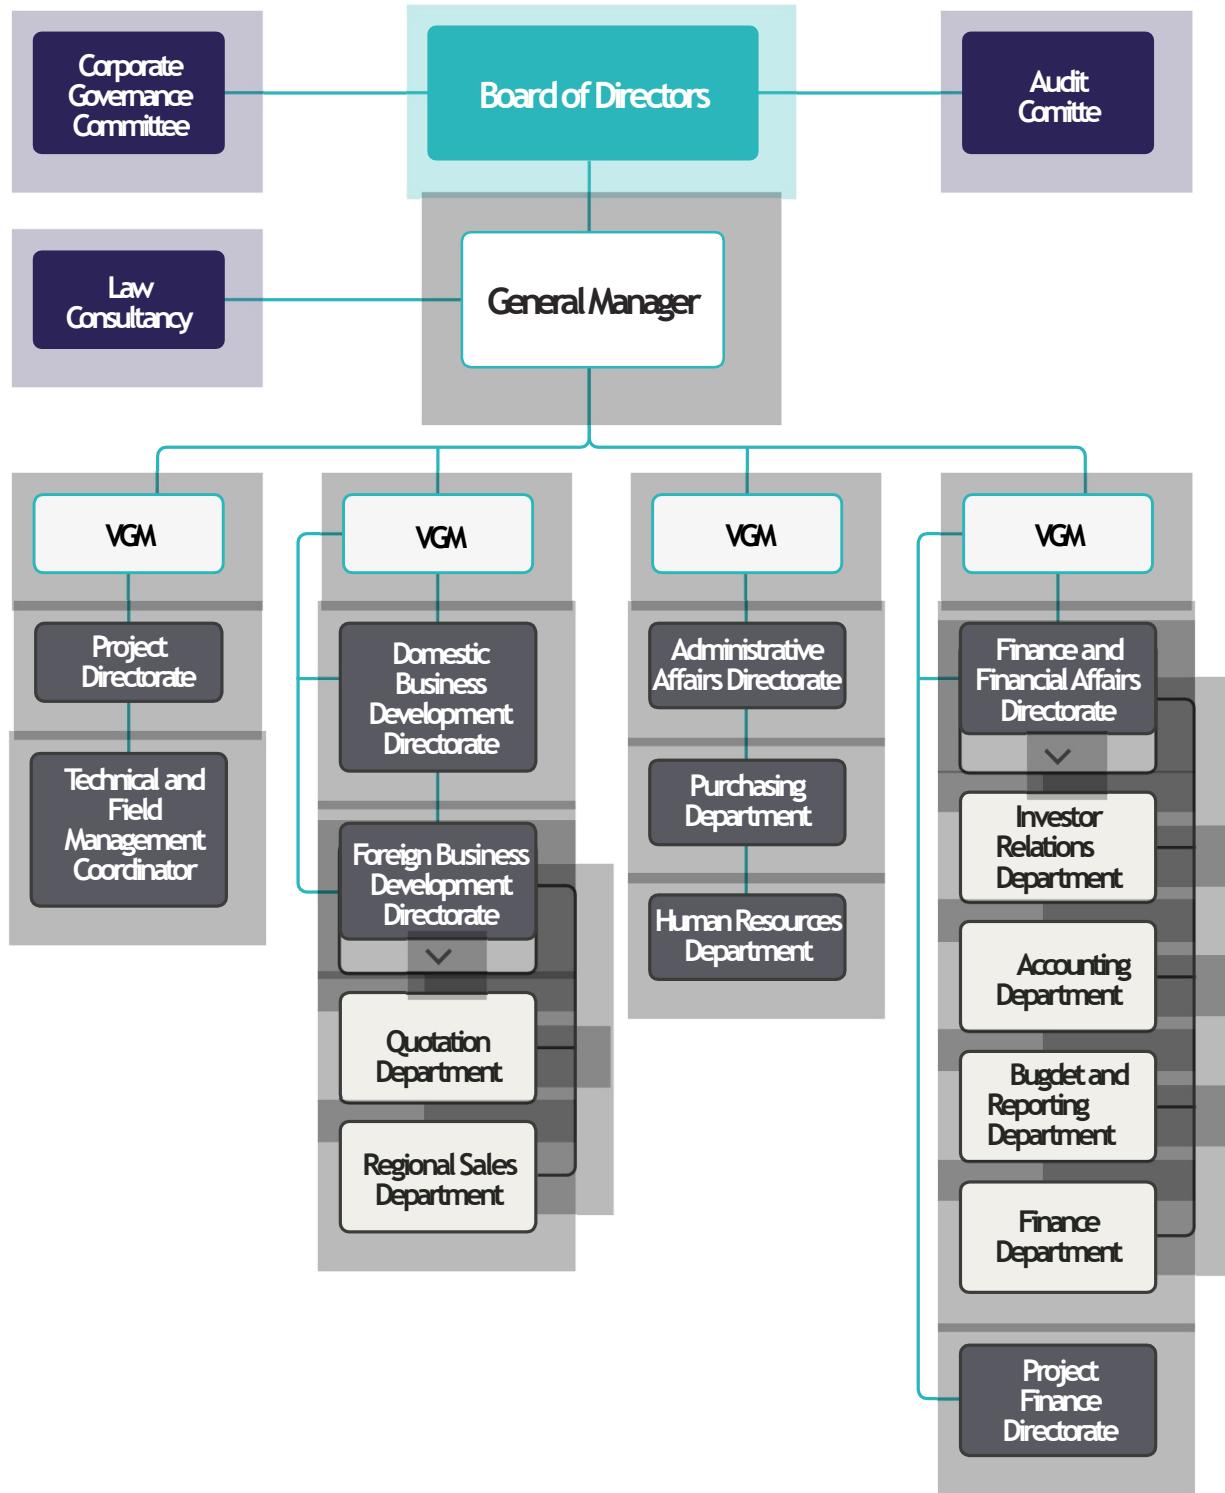 Corporate
Governance
Committee
Board of Directors
Audit
Comitte
Law
Consultancy
General Manager
VGM
VGM
VGM
VGM
Project
Directorate
Technical and
Field
Management
Coordinator
Domestic
Business
Development
Directorate
Foreign Business
Development
Directorate
Quotation
Department
Regional Sales
Department
Administrative
Affairs Directorate
Purchasing
Department
Human Resources
Department
Finance and
Financial Affairs
Directorate
Investor
Relations
Department
Accounting
Department
Bugdet and
Reporting
Department
Finance
Department
Project
Finance
Directorate